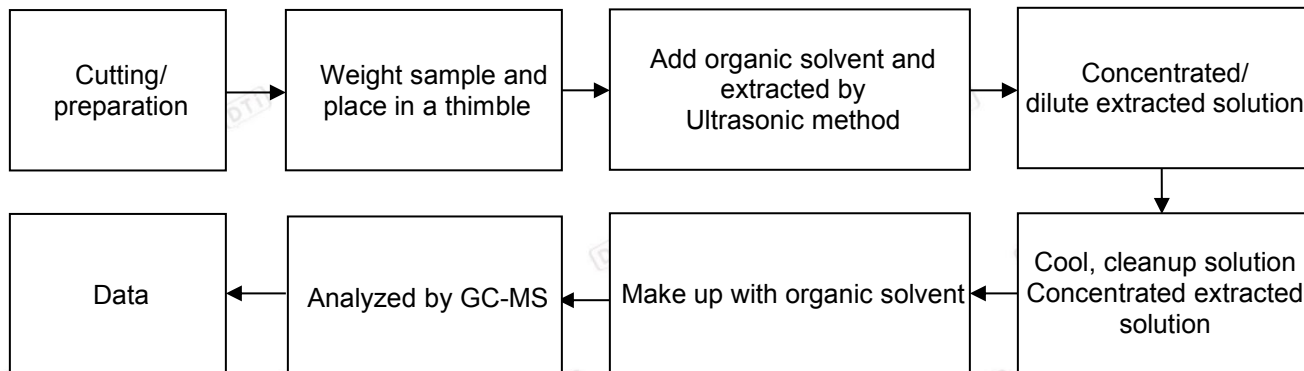 Cutting/
preparation
Weight sample and
place in a thimble
Add organic solvent and
extracted by
Ultrasonic method
Concentrated/
dilute extracted solution
Cool, cleanup solution
Concentrated extracted
solution
Make up with organic solvent
Analyzed by GC-MS
Data
(DTI)